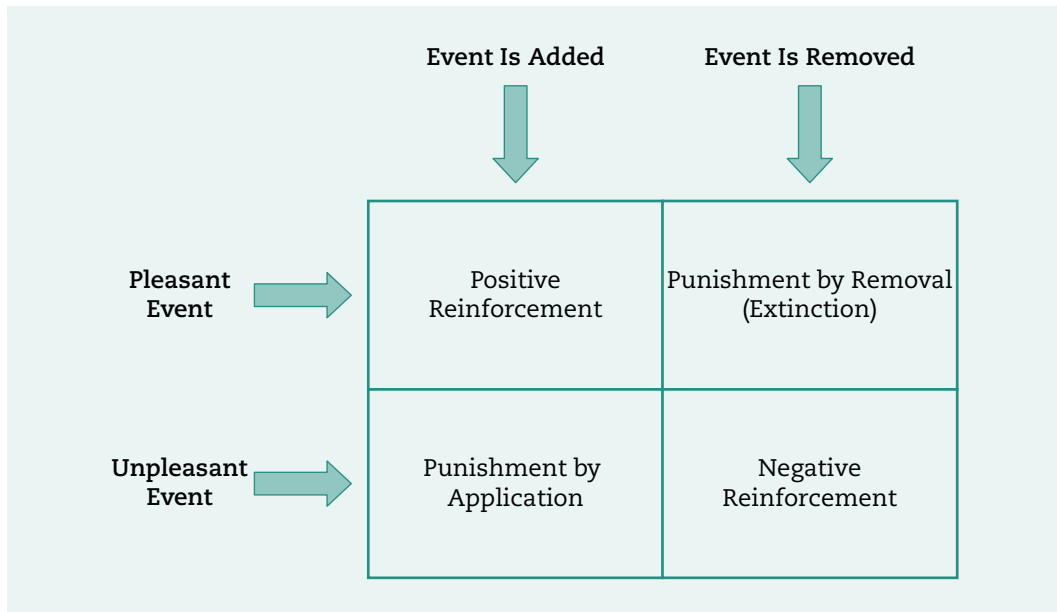 Event Is Added
Event Is Removed
Pleasant
Event
Positive
Reinforcement
Punishment by Removal
(Extinction)
Unpleasant
Event
Punishment by
Application
Negative
Reinforcement